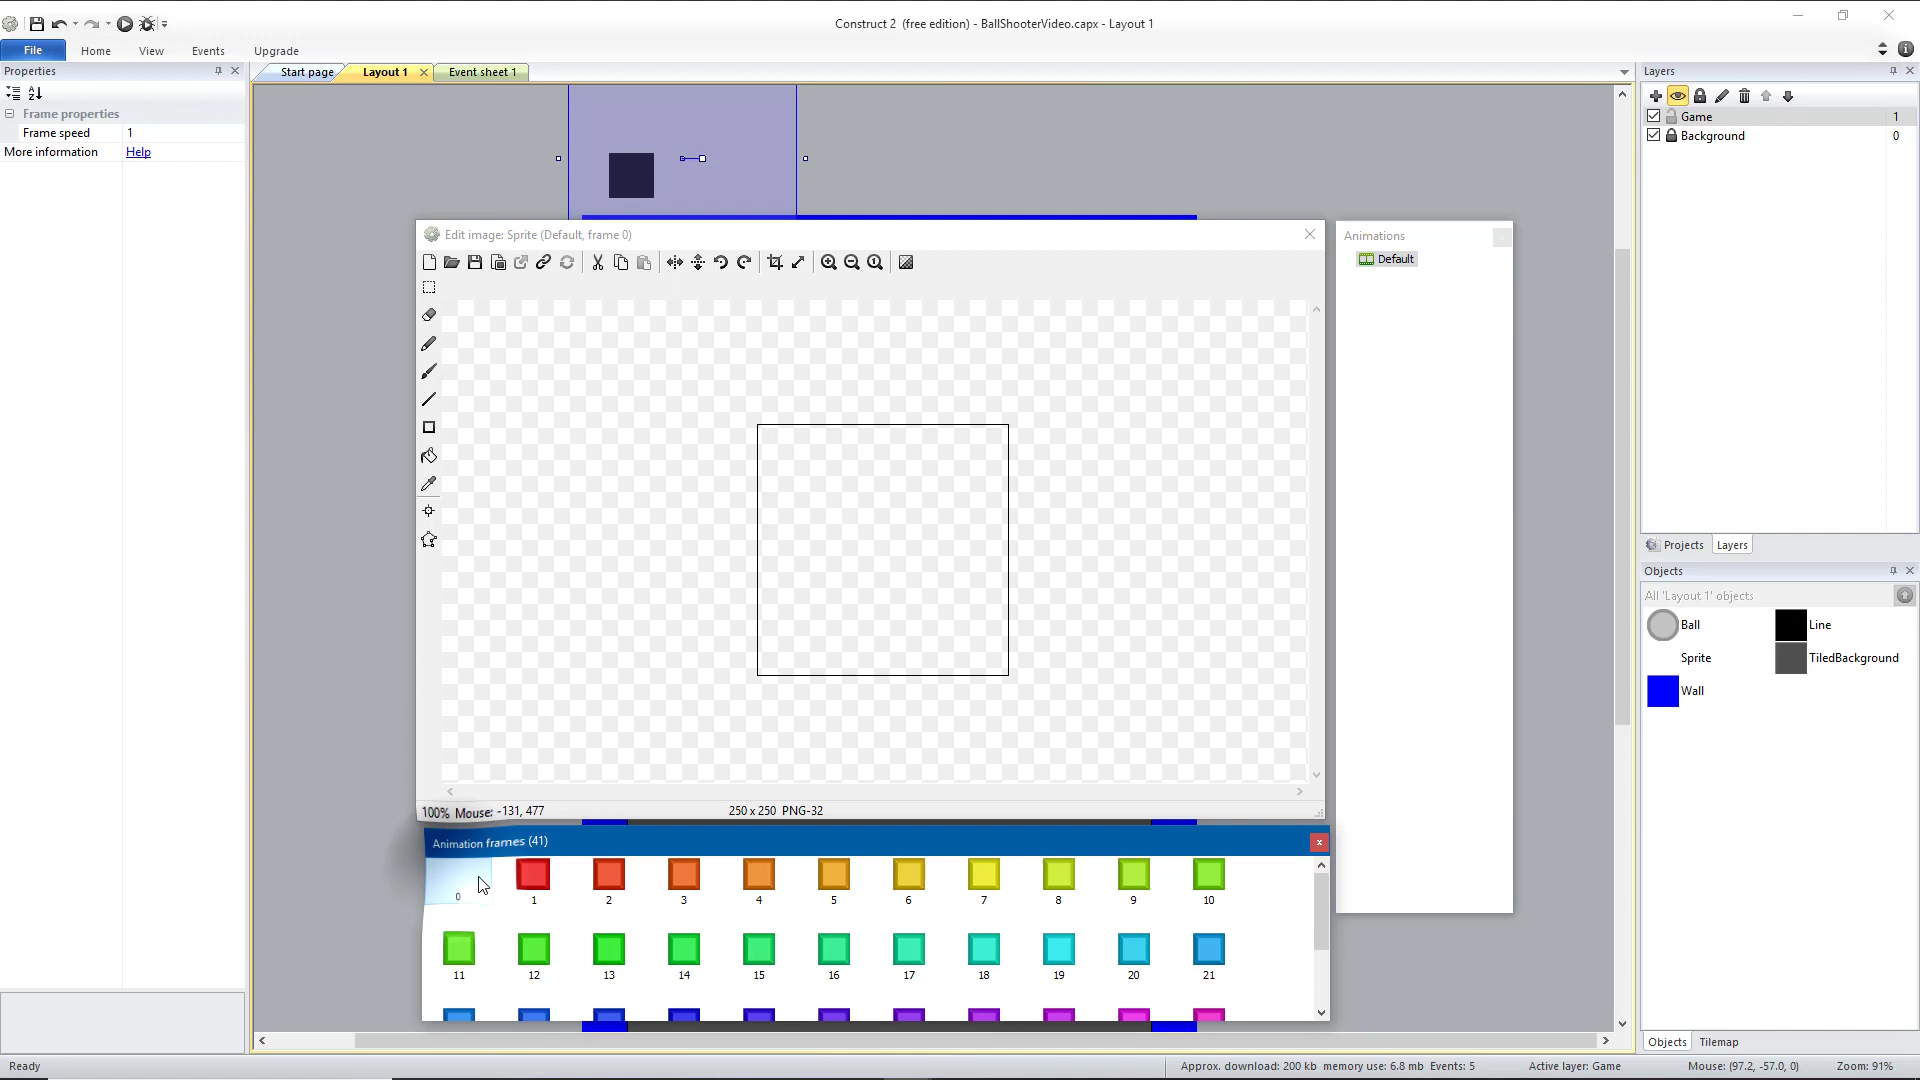 Construct 2 (free edition) - BallShooterVideo.capx - Layout 1
File
Home
View
Events
Upgrade
Properties
Start page
Layout 1
Event sheet 1
Layers
Frame properties
Frame speed 1
More information Help
Game 1
Background 0
Edit image: Sprite (Default, frame 0)
Animations
Default
Projects
Layers
Objects
All 'Layout 1' objects
Ball
Line
Sprite
TiledBackground
Wall
100% Mouse: -131, 477
250 x 250 PNG-32
Animation frames (41)
0 1 2 3 4 5 6 7 8 9 10
11 12 13 14 15 16 17 18 19 20 21
Objects
Tilemap
Ready
Approx. download: 200 kb memory use: 6.8 mb Events: 5
Active layer: Game
Mouse: (97.2, -57.0, 0)
Zoom: 91%